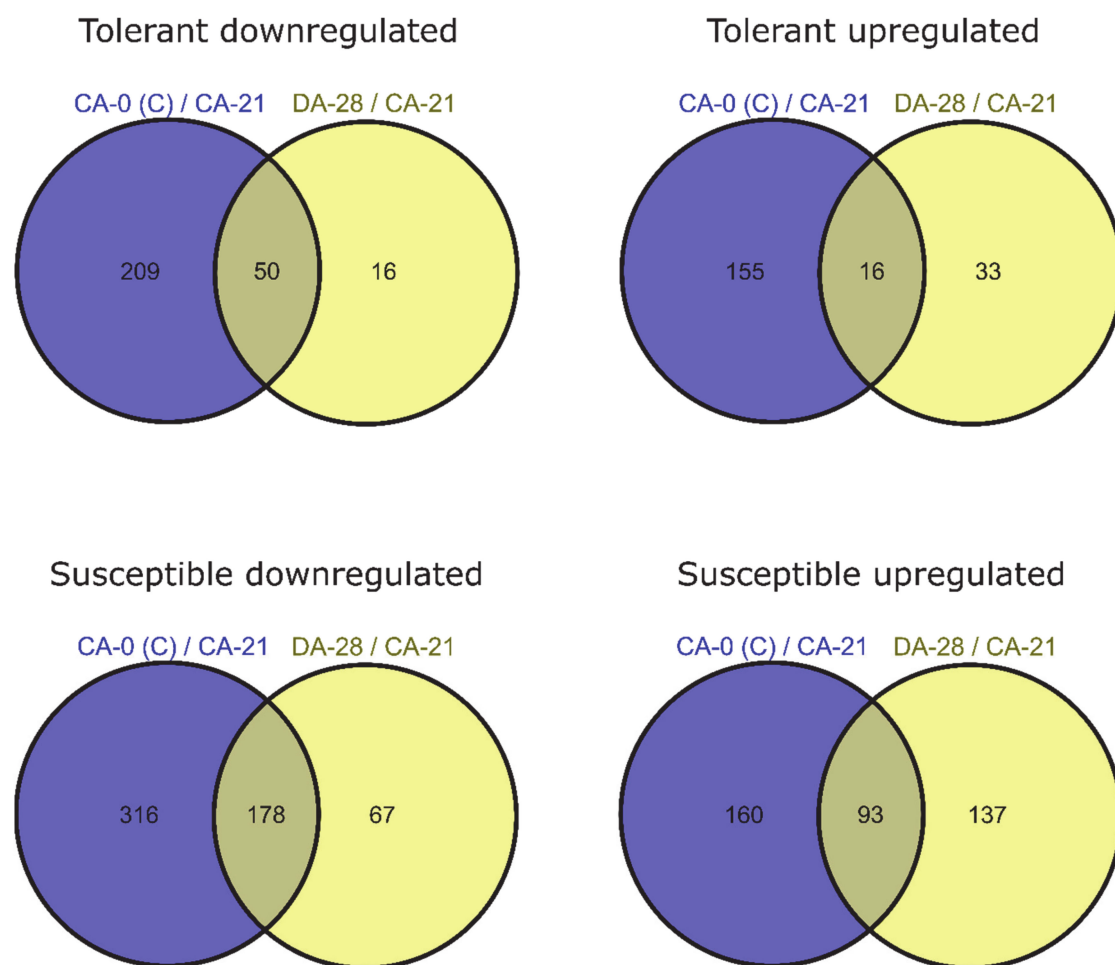 Tolerant downregulated
CA-0 (C) / CA-21 DA-28 / CA-21
209 50 16
Tolerant upregulated
CA-0 (C) / CA-21 DA-28 / CA-21
155 16 33
Susceptible downregulated
CA-0 (C) / CA-21 DA-28 / CA-21
316 178 67
Susceptible upregulated
CA-0 (C) / CA-21 DA-28 / CA-21
160 93 137